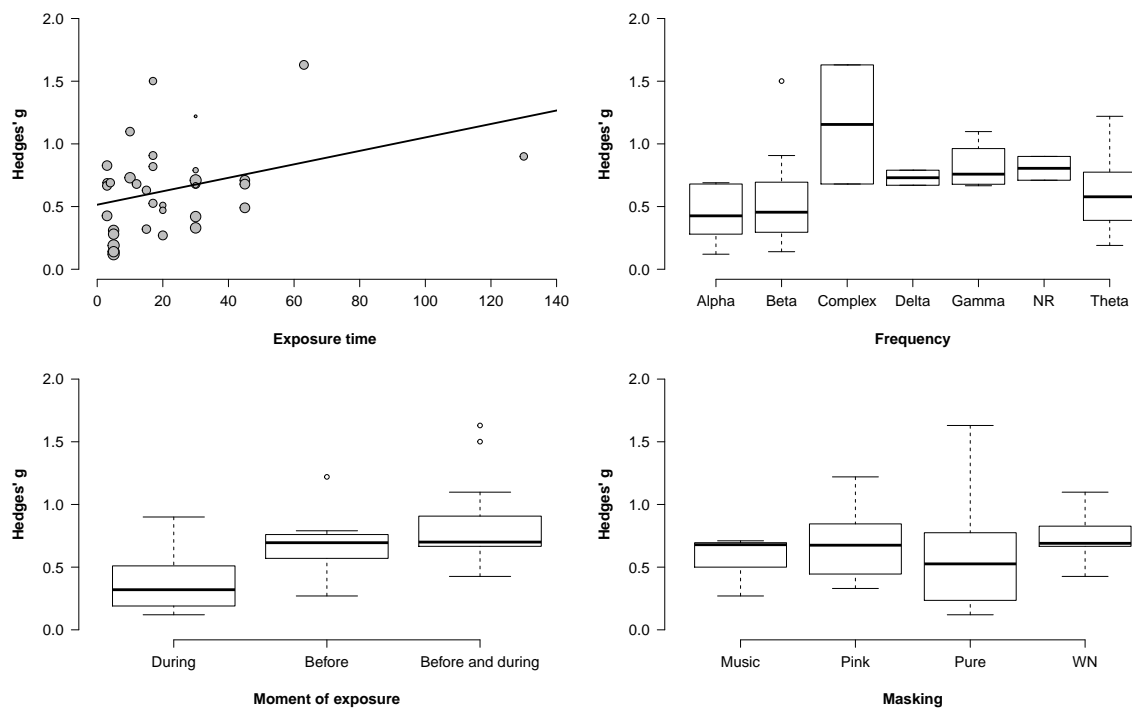 2.0
1.5
1.0
0.5
0.0
Hedges' g
0 20 40 60 80 100 120 140
Exposure time
2.0
1.5
1.0
0.5
0.0
Hedges' g
Alpha Beta Complex Delta Gamma NR Theta
Frequency
2.0
1.5
1.0
0.5
0.0
Hedges' g
During Before Before and during
Moment of exposure
2.0
1.5
1.0
0.5
0.0
Hedges' g
Music Pink Pure WN
Masking